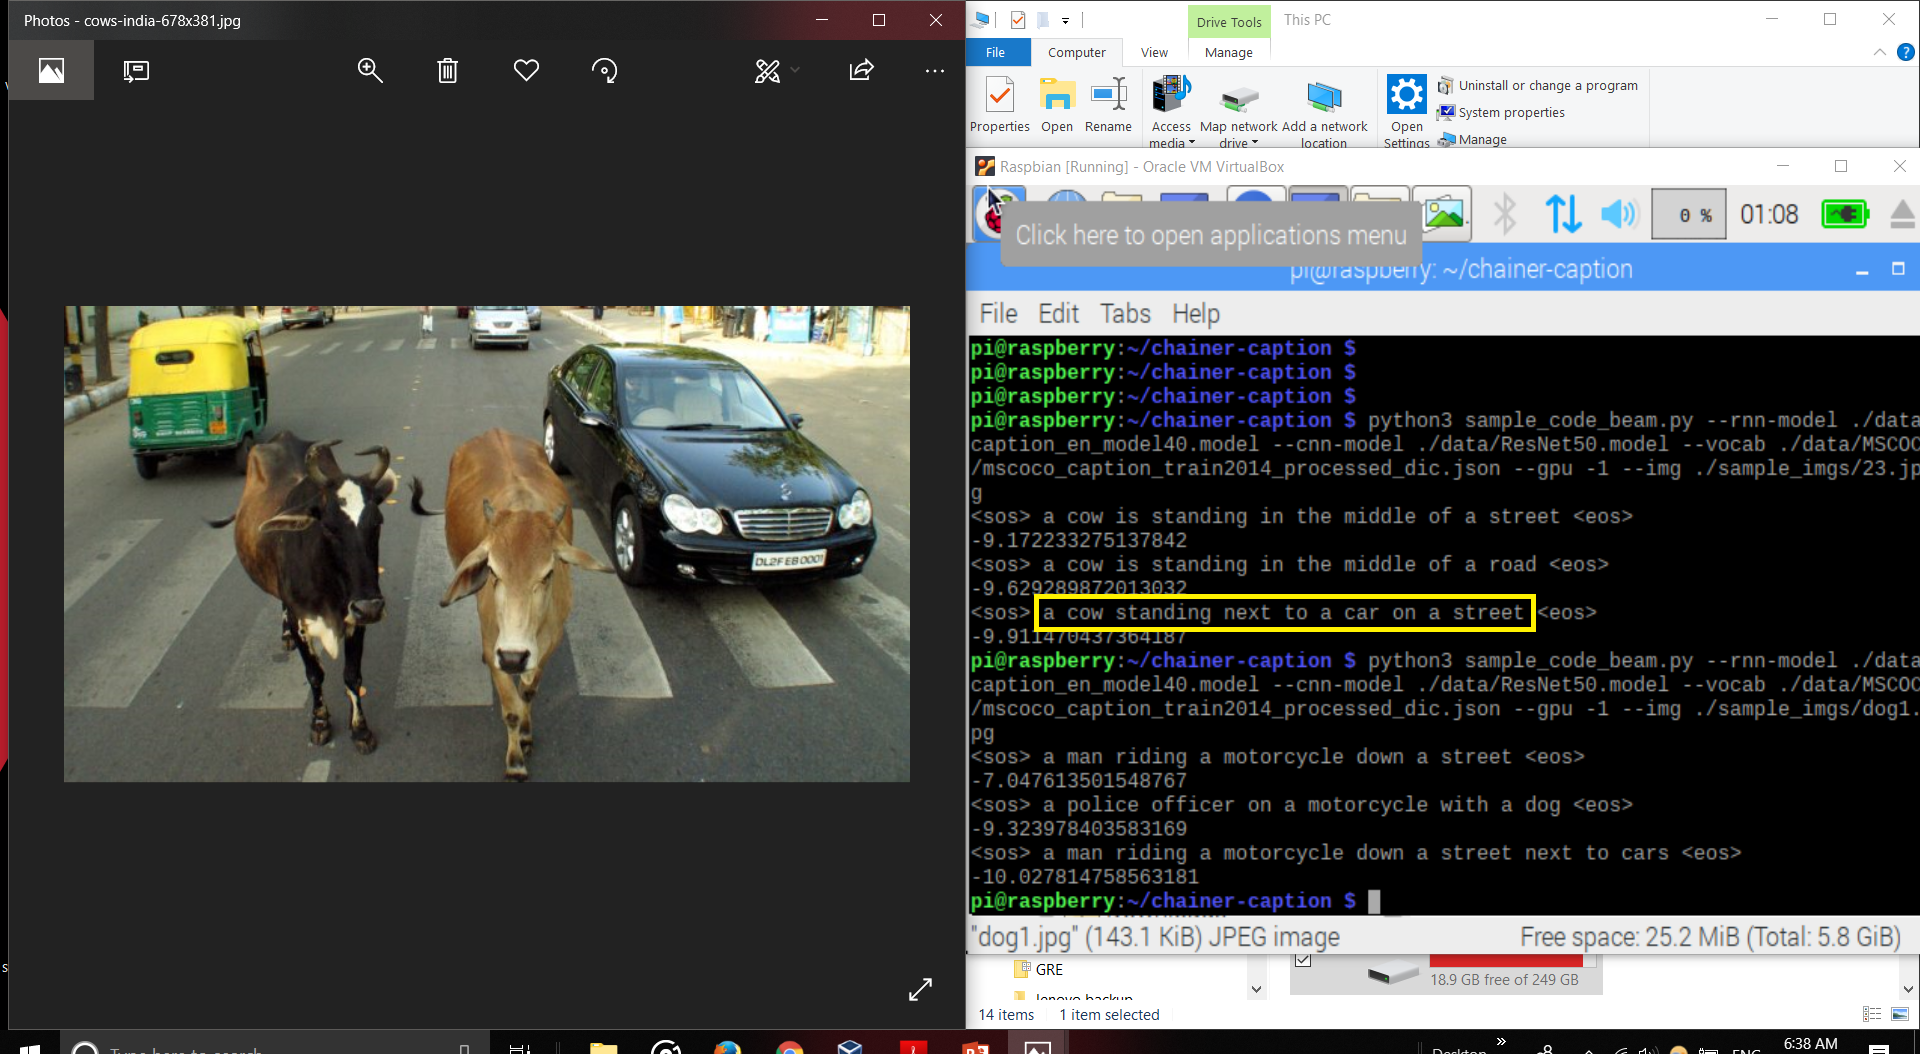 Photos - cows-india-678x381.jpg
DL2F EB 0001
Drive Tools
This PC
File
Computer
View
Manage
Properties
Open
Rename
Access media
Map network drive
Add a network location
Open Settings
Uninstall or change a program
System properties
Manage
Raspbian [Running] - Oracle VM VirtualBox
0 %
01:08
Click here to open applications menu
pi@raspberry: ~/chainer-caption
File Edit Tabs Help
pi@raspberry:~/chainer-caption $
pi@raspberry:~/chainer-caption $
pi@raspberry:~/chainer-caption $
pi@raspberry:~/chainer-caption $ python3 sample_code_beam.py --rnn-model ./data
caption_en_model40.model --cnn-model ./data/ResNet50.model --vocab ./data/MSCOC
/mscoco_caption_train2014_processed_dic.json --gpu -1 --img ./sample_imgs/23.jp
g
<sos> a cow is standing in the middle of a street <eos>
-9.172233275137842
<sos> a cow is standing in the middle of a road <eos>
-9.629289872013032
<sos> a cow standing next to a car on a street <eos>
-9.911470437364187
pi@raspberry:~/chainer-caption $ python3 sample_code_beam.py --rnn-model ./data
caption_en_model40.model --cnn-model ./data/ResNet50.model --vocab ./data/MSCOC
/mscoco_caption_train2014_processed_dic.json --gpu -1 --img ./sample_imgs/dog1.
pg
<sos> a man riding a motorcycle down a street <eos>
-7.047613501548767
<sos> a police officer on a motorcycle with a dog <eos>
-9.323978403583169
<sos> a man riding a motorcycle down a street next to cars <eos>
-10.027814758563181
pi@raspberry:~/chainer-caption $
"dog1.jpg" (143.1 KiB) JPEG image
Free space: 25.2 MiB (Total: 5.8 GiB)
GRE
lenovo backup
18.9 GB free of 249 GB
14 items
1 item selected
Type here to search
Desktop
ENG
6:38 AM